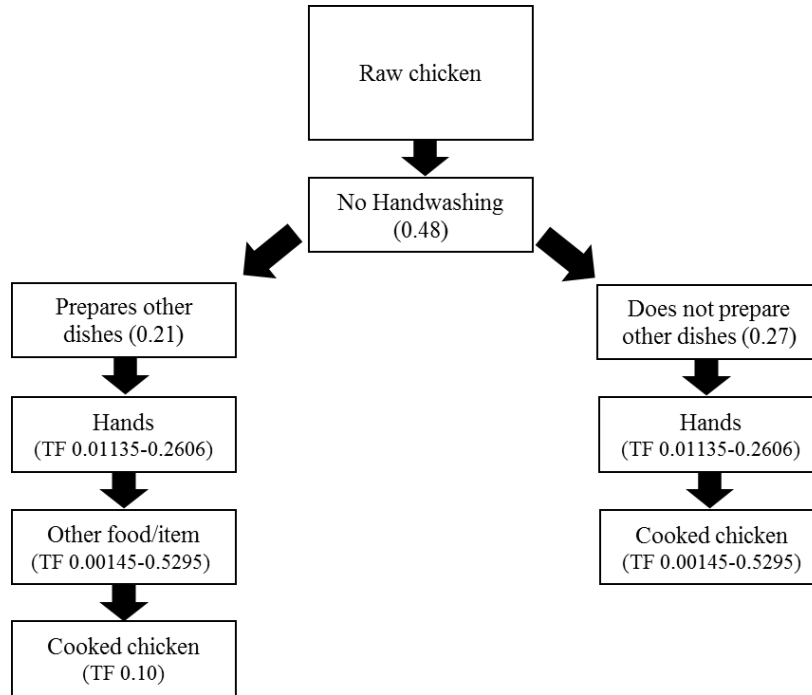 Raw chicken
No Handwashing
(0.48)
Prepares other
dishes (0.21)
Does not prepare
other dishes (0.27)
Hands
(TF 0.01135-0.2606)
Hands
(TF 0.01135-0.2606)
Other food/item
(TF 0.00145-0.5295)
Cooked chicken
(TF 0.00145-0.5295)
Cooked chicken
(TF 0.10)